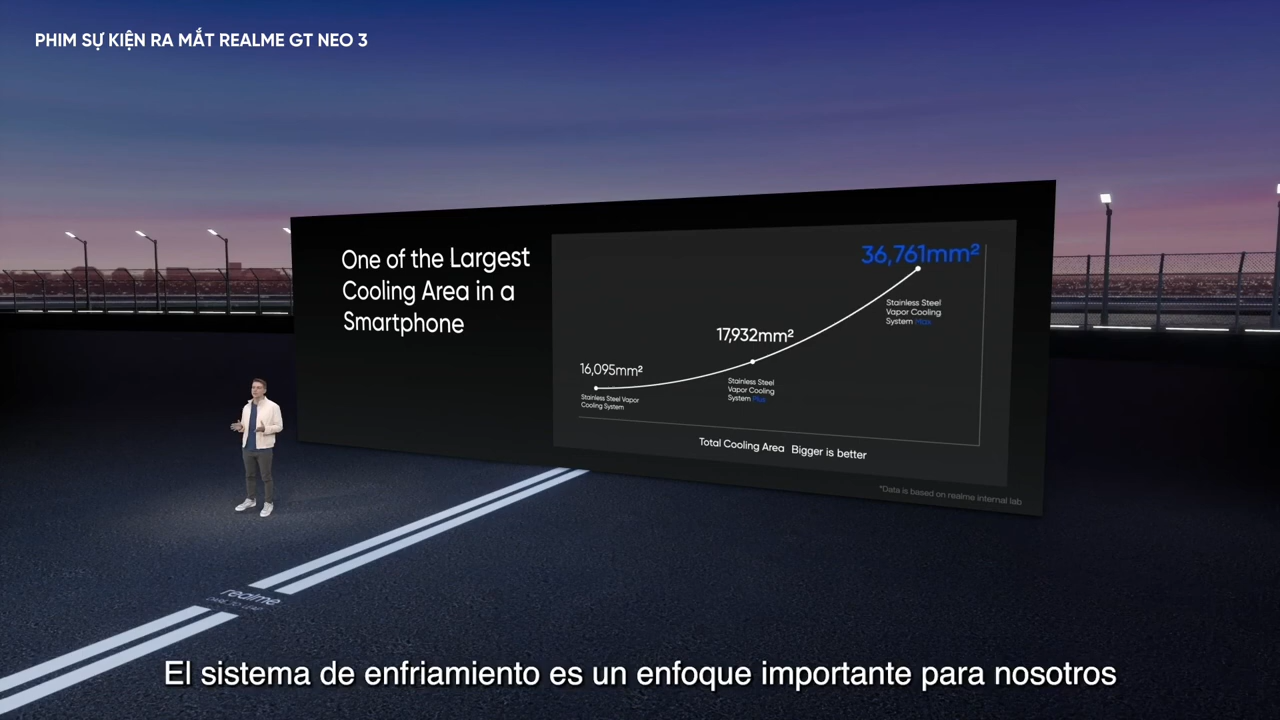 PHIM SỰ KIỆN RA MẮT REALME GT NEO 3
One of the Largest
Cooling Area in a
Smartphone
36,761mm²
Stainless Steel
Vapor Cooling
System Max
17,932mm²
Stainless Steel
Vapor Cooling
System Plus
16,095mm²
Stainless Steel Vapor
Cooling System
Total Cooling Area Bigger is better
*Data is based on realme internal lab
realme
El sistema de enfriamiento es un enfoque importante para nosotros